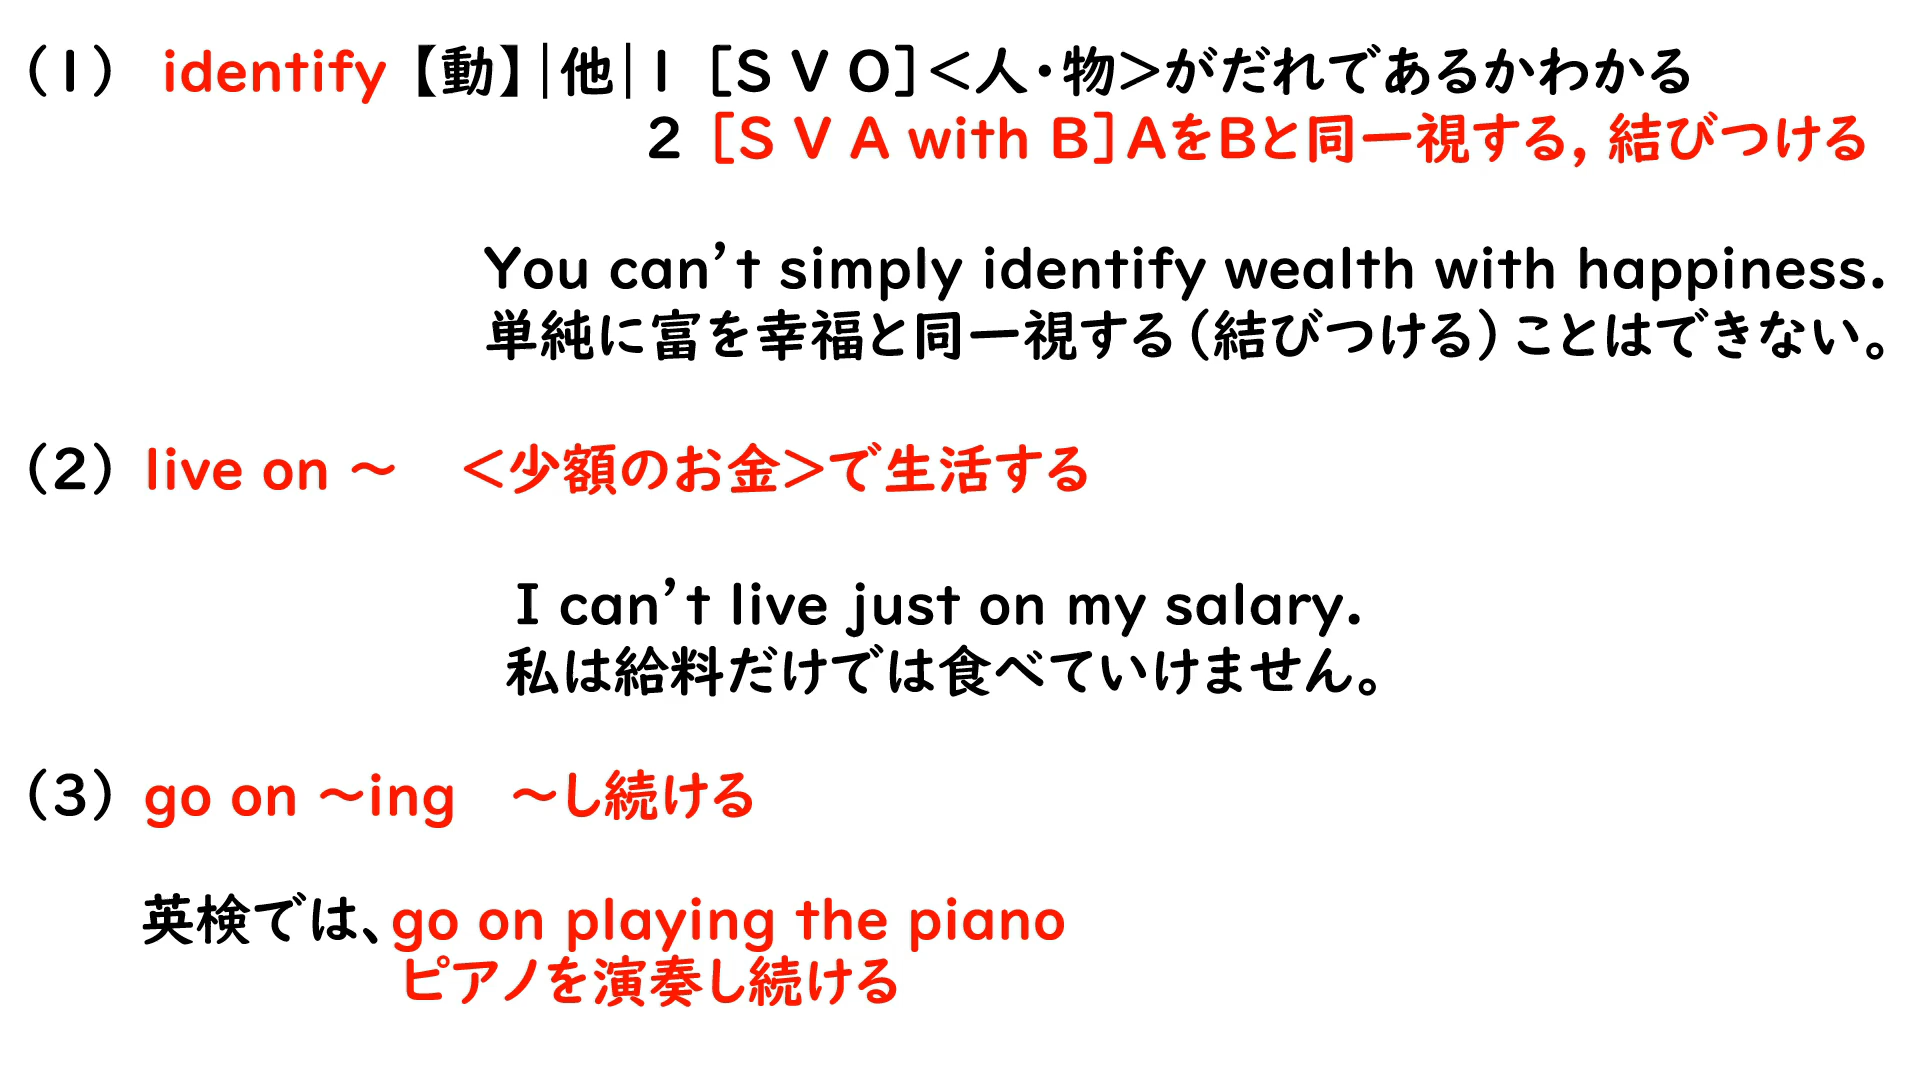 （1） identify 【動】|他| 1 ［S V O］＜人・物＞がだれであるかわかる
2 ［S V A with B］AをBと同一視する, 結びつける
You can’t simply identify wealth with happiness.
単純に富を幸福と同一視する（結びつける）ことはできない。
（2） live on ～ ＜少額のお金＞で生活する
I can’t live just on my salary.
私は給料だけでは食べていけません。
（3） go on ～ing ～し続ける
英検では、go on playing the piano
ピアノを演奏し続ける